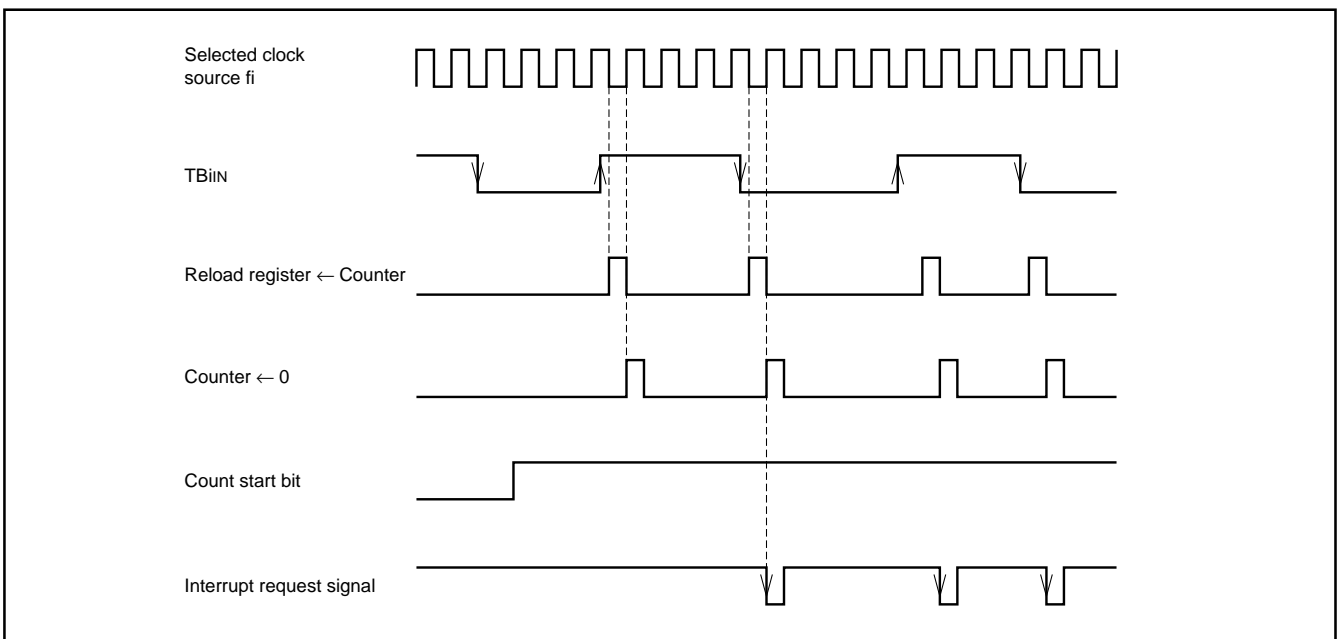 Selected clock
source fi
TBiIN
Reload register ← Counter
Counter ← 0
Count start bit
Interrupt request signal